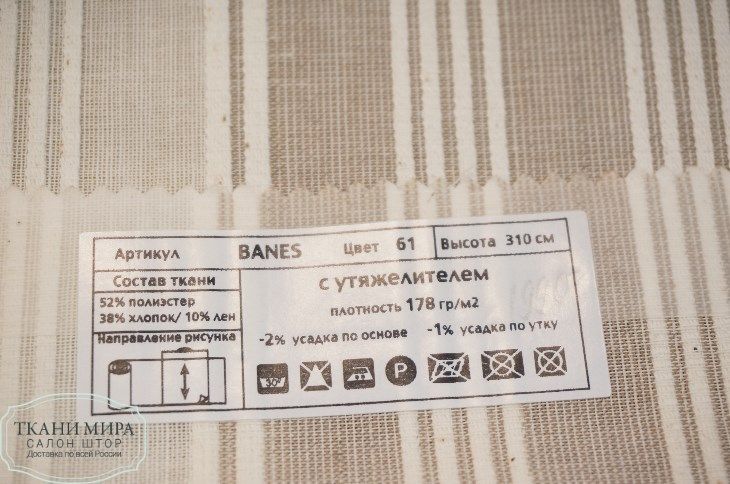 Артикул BANES Цвет 61 Высота 310 см
Состав ткани
с утяжелителем
52% полиэстер
38% хлопок/ 10% лен
плотность 178 гр/м2
Направление рисунка
-2% усадка по основе -1% усадка по утку
30° P
ТКАНИ МИРА
САЛОН ШТОР
Доставка по всей России